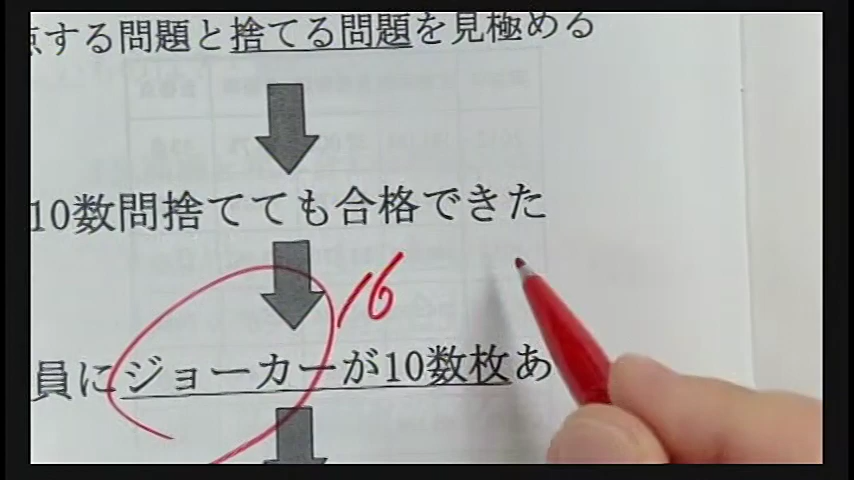 する問題と捨てる問題を見極める
10数問捨てても合格できた
16
員にジョーカーが10数枚あ